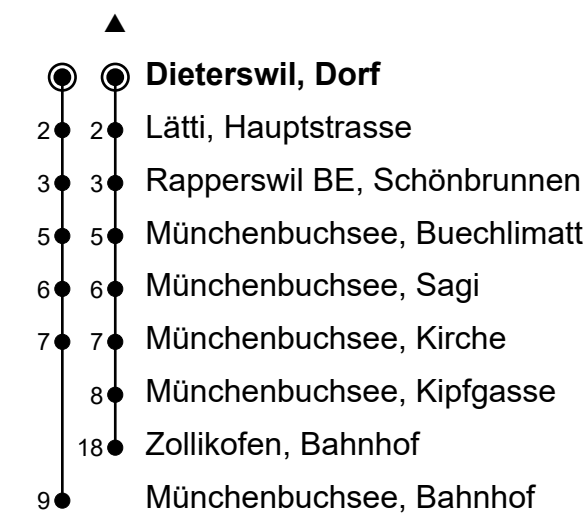 ▲
Dieterswil, Dorf
2 2 Lätti, Hauptstrasse
3 3 Rapperswil BE, Schönbrunnen
5 5 Münchenbuchsee, Buechlimatt
6 6 Münchenbuchsee, Sagi
7 7 Münchenbuchsee, Kirche
8 Münchenbuchsee, Kipfgasse
18 Zollikofen, Bahnhof
9 Münchenbuchsee, Bahnhof